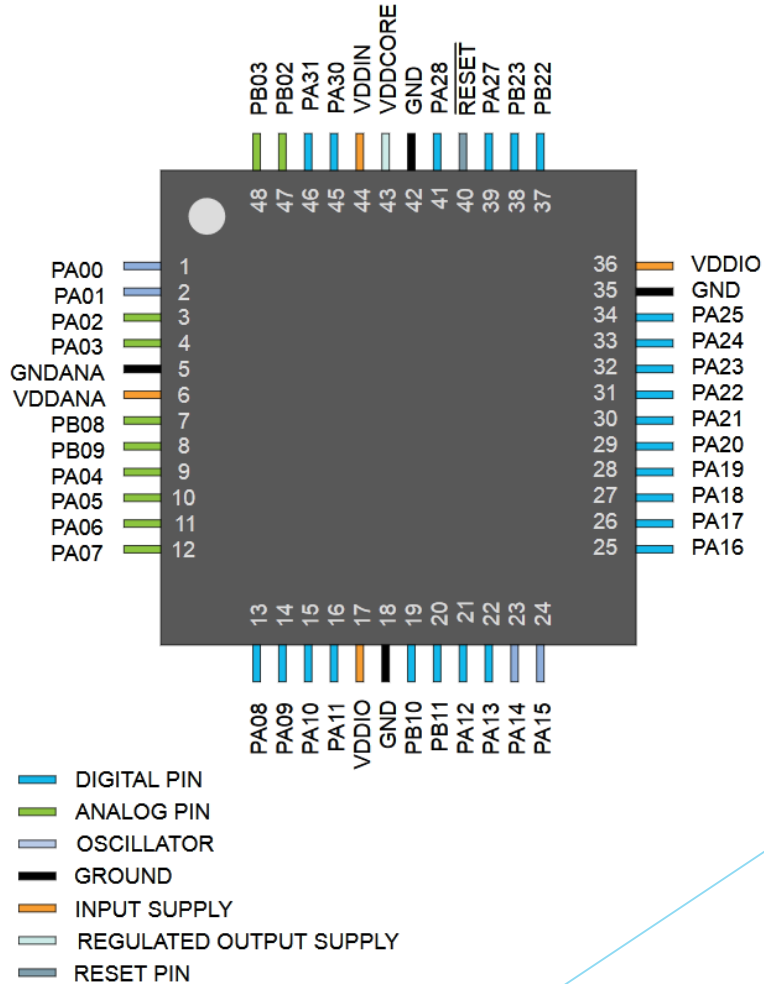 PB03 PB02 PA31 PA30 VDDIN VDDCORE GND PA28 RESET PA27 PB23 PB22
48 47 46 45 44 43 42 41 40 39 38 37
PA00 1 36 VDDIO
PA01 2 35 GND
PA02 3 34 PA25
PA03 4 33 PA24
GNDANA 5 32 PA23
VDDANA 6 31 PA22
PB08 7 30 PA21
PB09 8 29 PA20
PA04 9 28 PA19
PA05 10 27 PA18
PA06 11 26 PA17
PA07 12 25 PA16
13 14 15 16 17 18 19 20 21 22 23 24
PA08 PA09 PA10 PA11 VDDIO GND PB10 PB11 PA12 PA13 PA14 PA15
DIGITAL PIN
ANALOG PIN
OSCILLATOR
GROUND
INPUT SUPPLY
REGULATED OUTPUT SUPPLY
RESET PIN